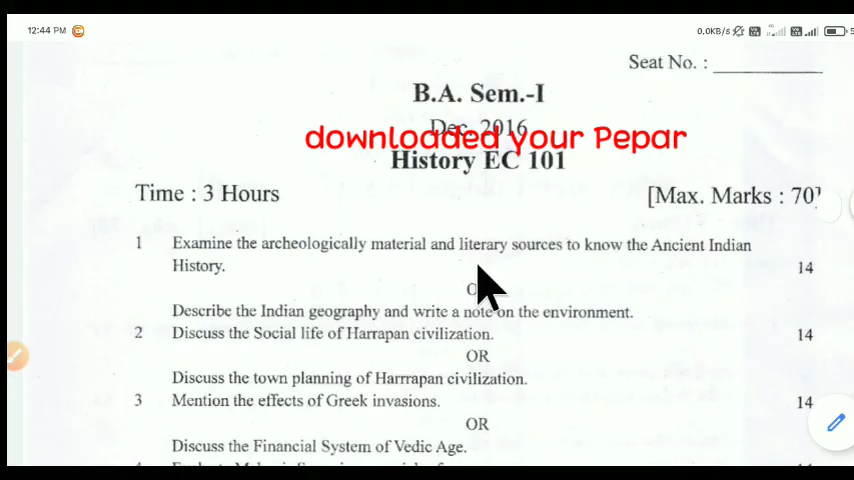 12:44 PM
0.0KB/s
Seat No. :
B.A. Sem.-I
Dec. 2016
downloaded your Pepar
History EC 101
Time : 3 Hours [Max. Marks : 70]
1 Examine the archeologically material and literary sources to know the Ancient Indian
History. 14
Describe the Indian geography and write a note on the environment.
2 Discuss the Social life of Harrapan civilization. 14
OR
Discuss the town planning of Harrrapan civilization.
3 Mention the effects of Greek invasions. 14
OR
Discuss the Financial System of Vedic Age.